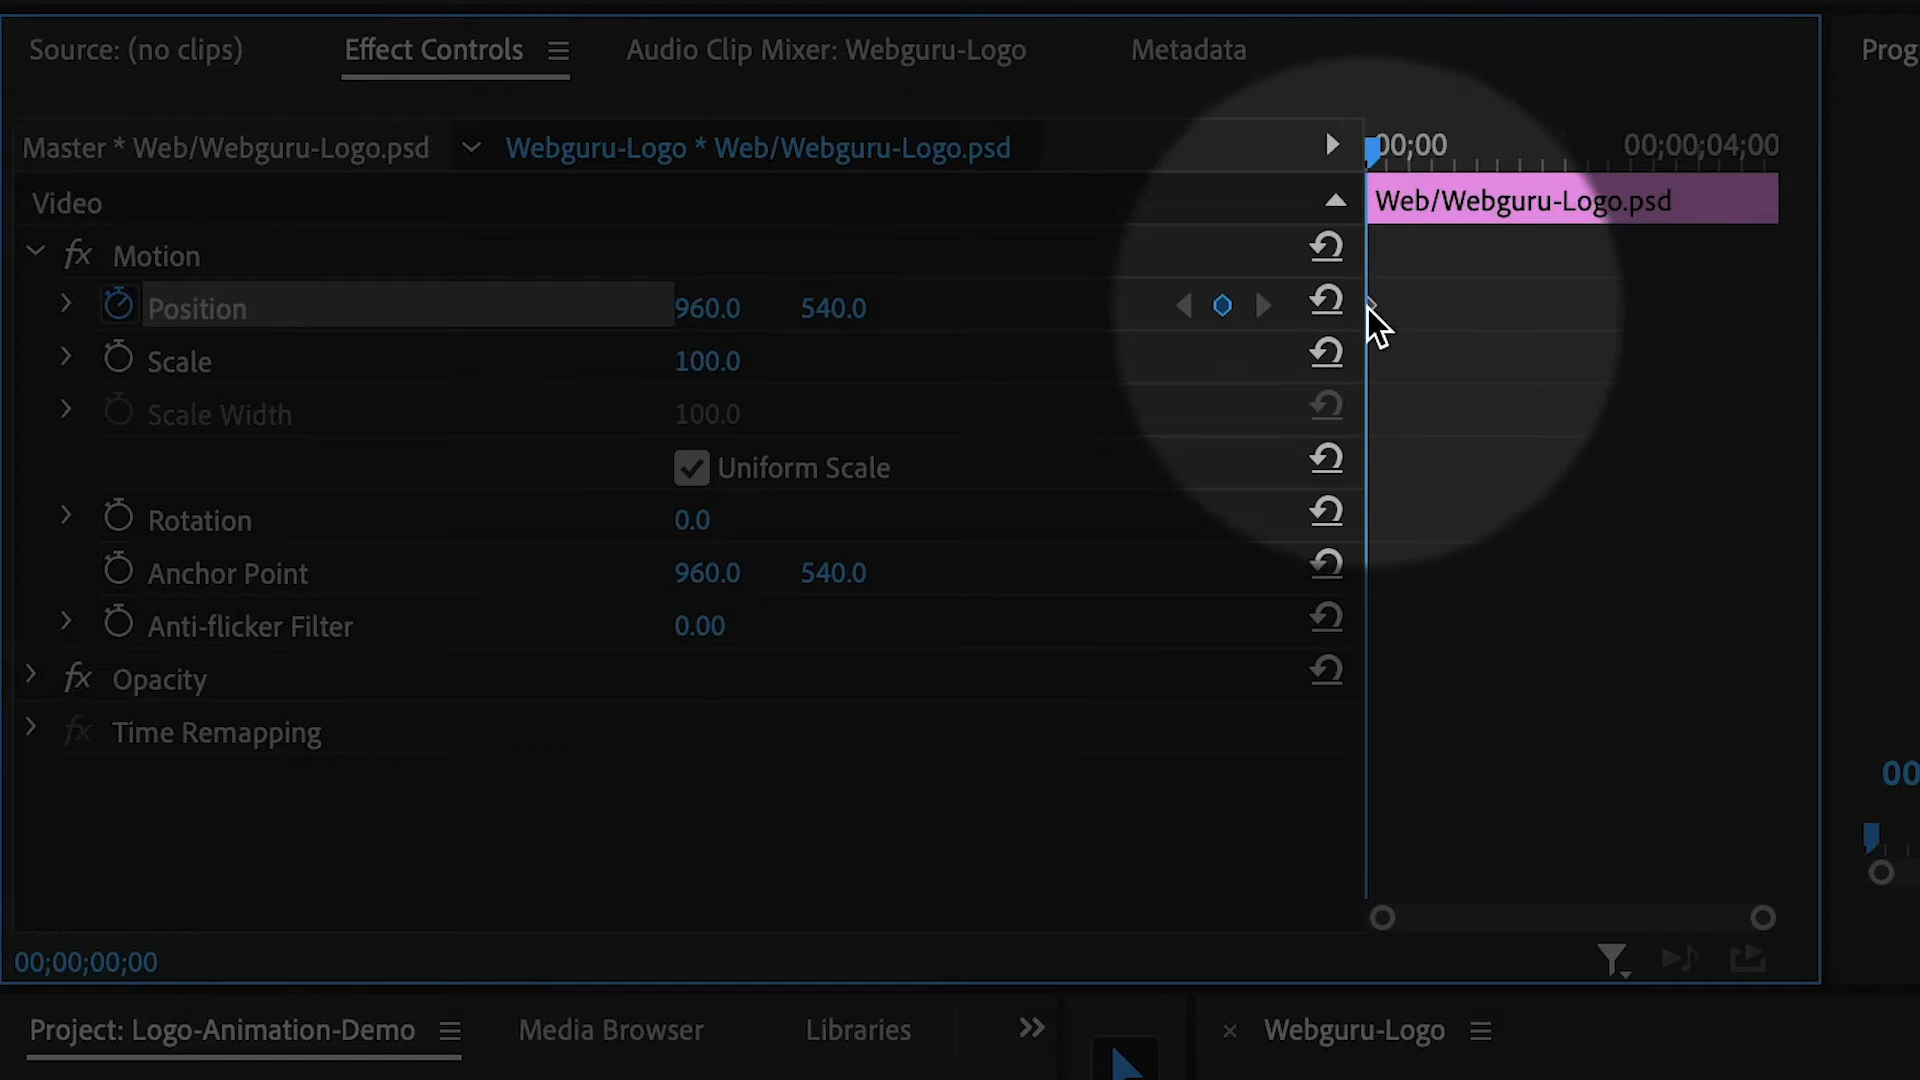 Source: (no clips) Effect Controls Audio Clip Mixer: Webguru-Logo Metadata Prog
Master * Web/Webguru-Logo.psd Webguru-Logo * Web/Webguru-Logo.psd 00;00 00;00;04;00
Video Web/Webguru-Logo.psd
fx Motion
Position 960.0 540.0
Scale 100.0
Scale Width 100.0
Uniform Scale
Rotation 0.0
Anchor Point 960.0 540.0
Anti-flicker Filter 0.00
fx Opacity
fx Time Remapping
00
00;00;00;00
Project: Logo-Animation-Demo Media Browser Libraries Webguru-Logo